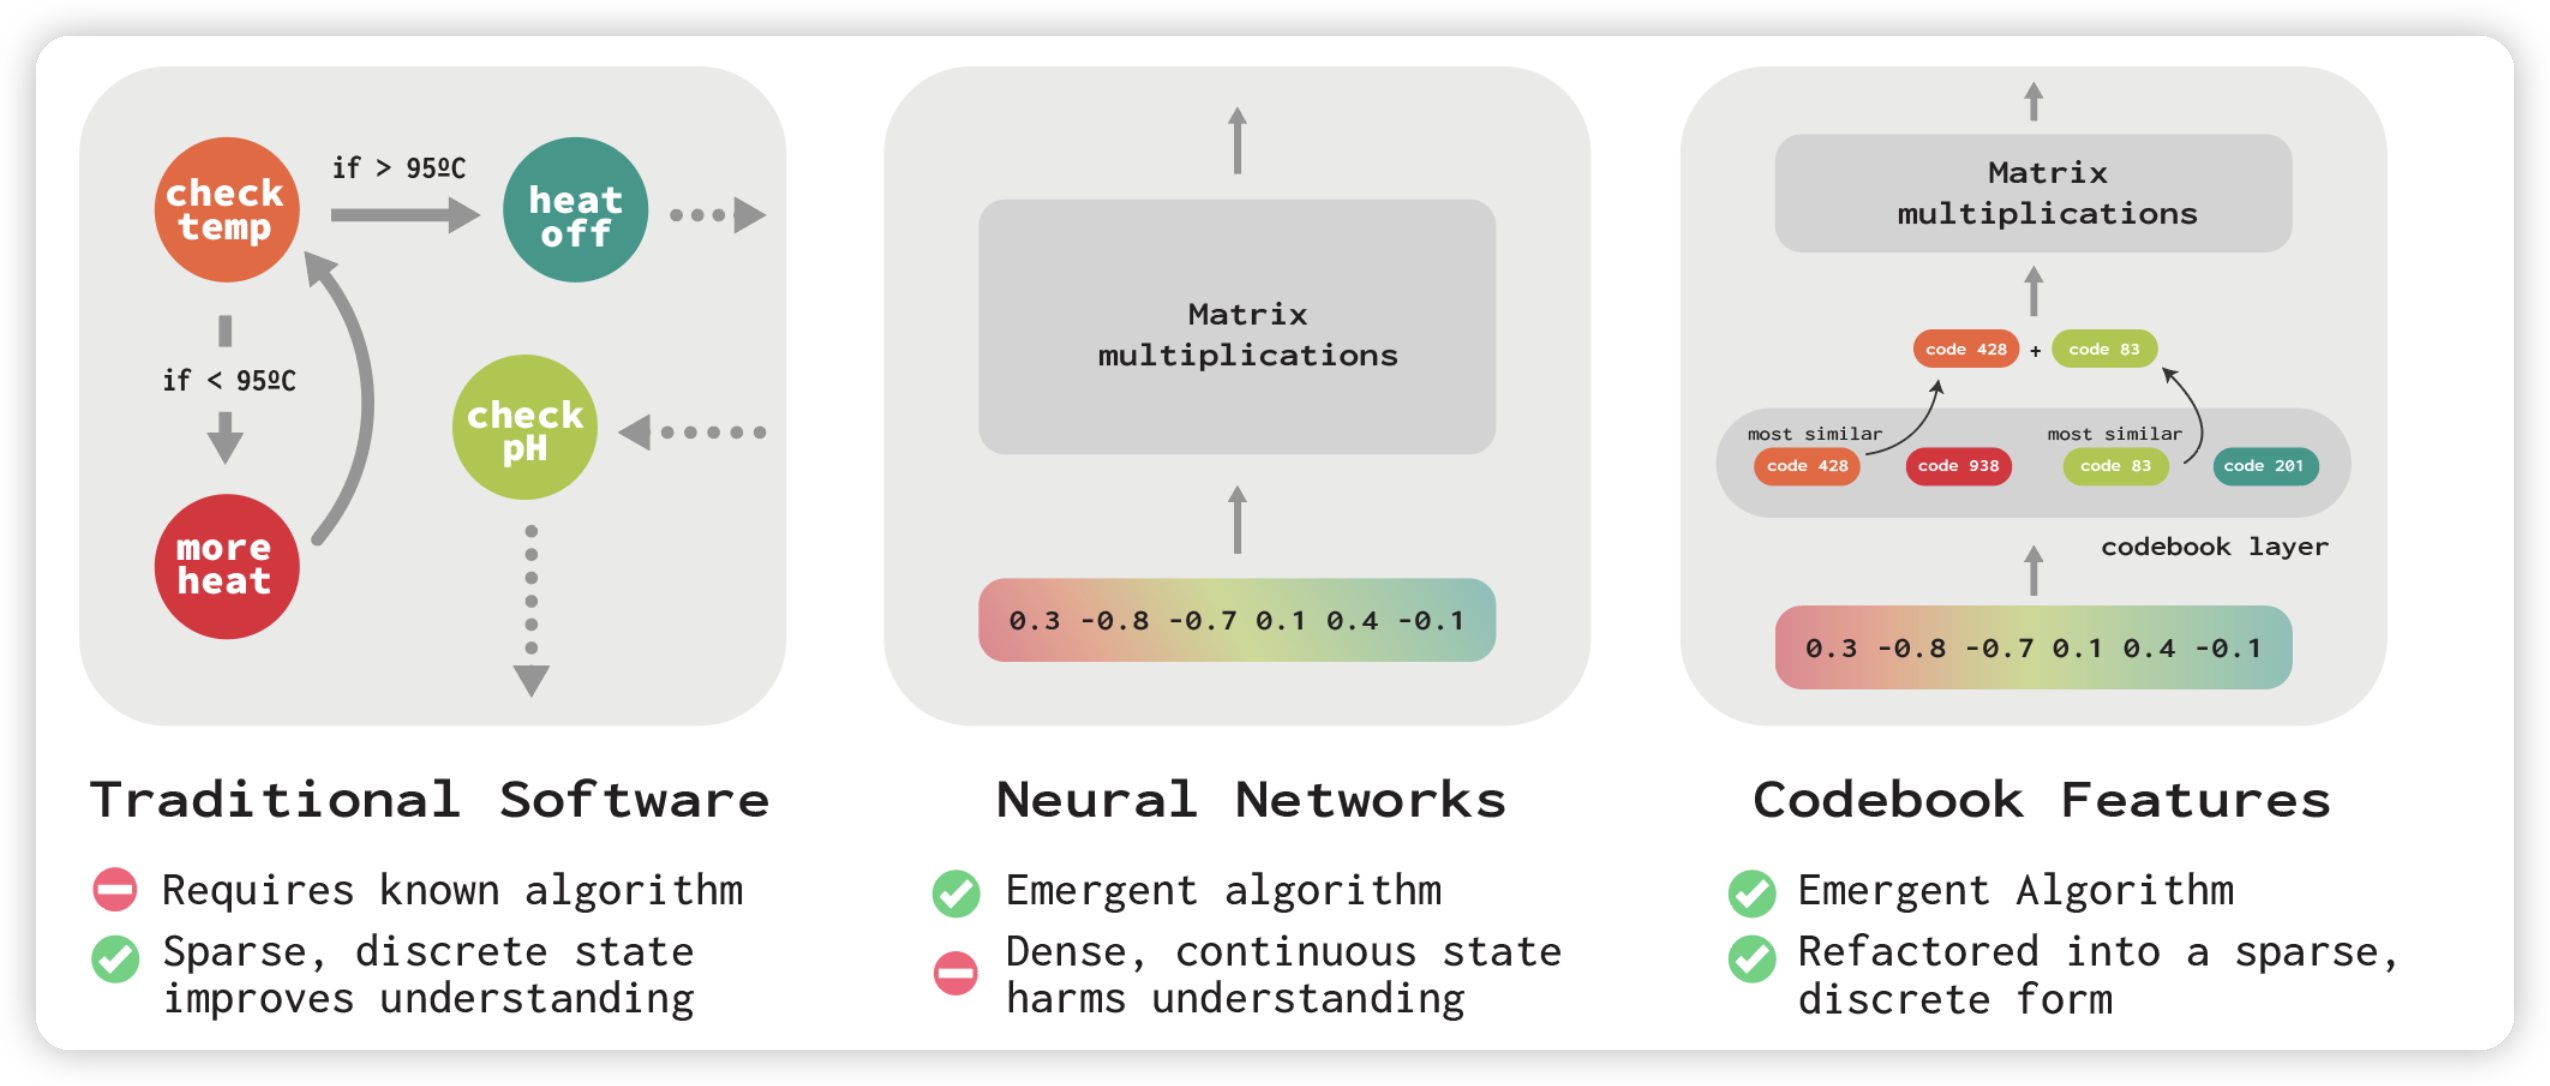 check
temp
if > 95ºC
heat
off
if < 95ºC
check
pH
more
heat
Traditional Software
Requires known algorithm
Sparse, discrete state
improves understanding
Matrix
multiplications
0.3 -0.8 -0.7 0.1 0.4 -0.1
Neural Networks
Emergent algorithm
Dense, continuous state
harms understanding
Matrix
multiplications
code 428 + code 83
most similar most similar
code 428 code 938 code 83 code 201
codebook layer
0.3 -0.8 -0.7 0.1 0.4 -0.1
Codebook Features
Emergent Algorithm
Refactored into a sparse,
discrete form